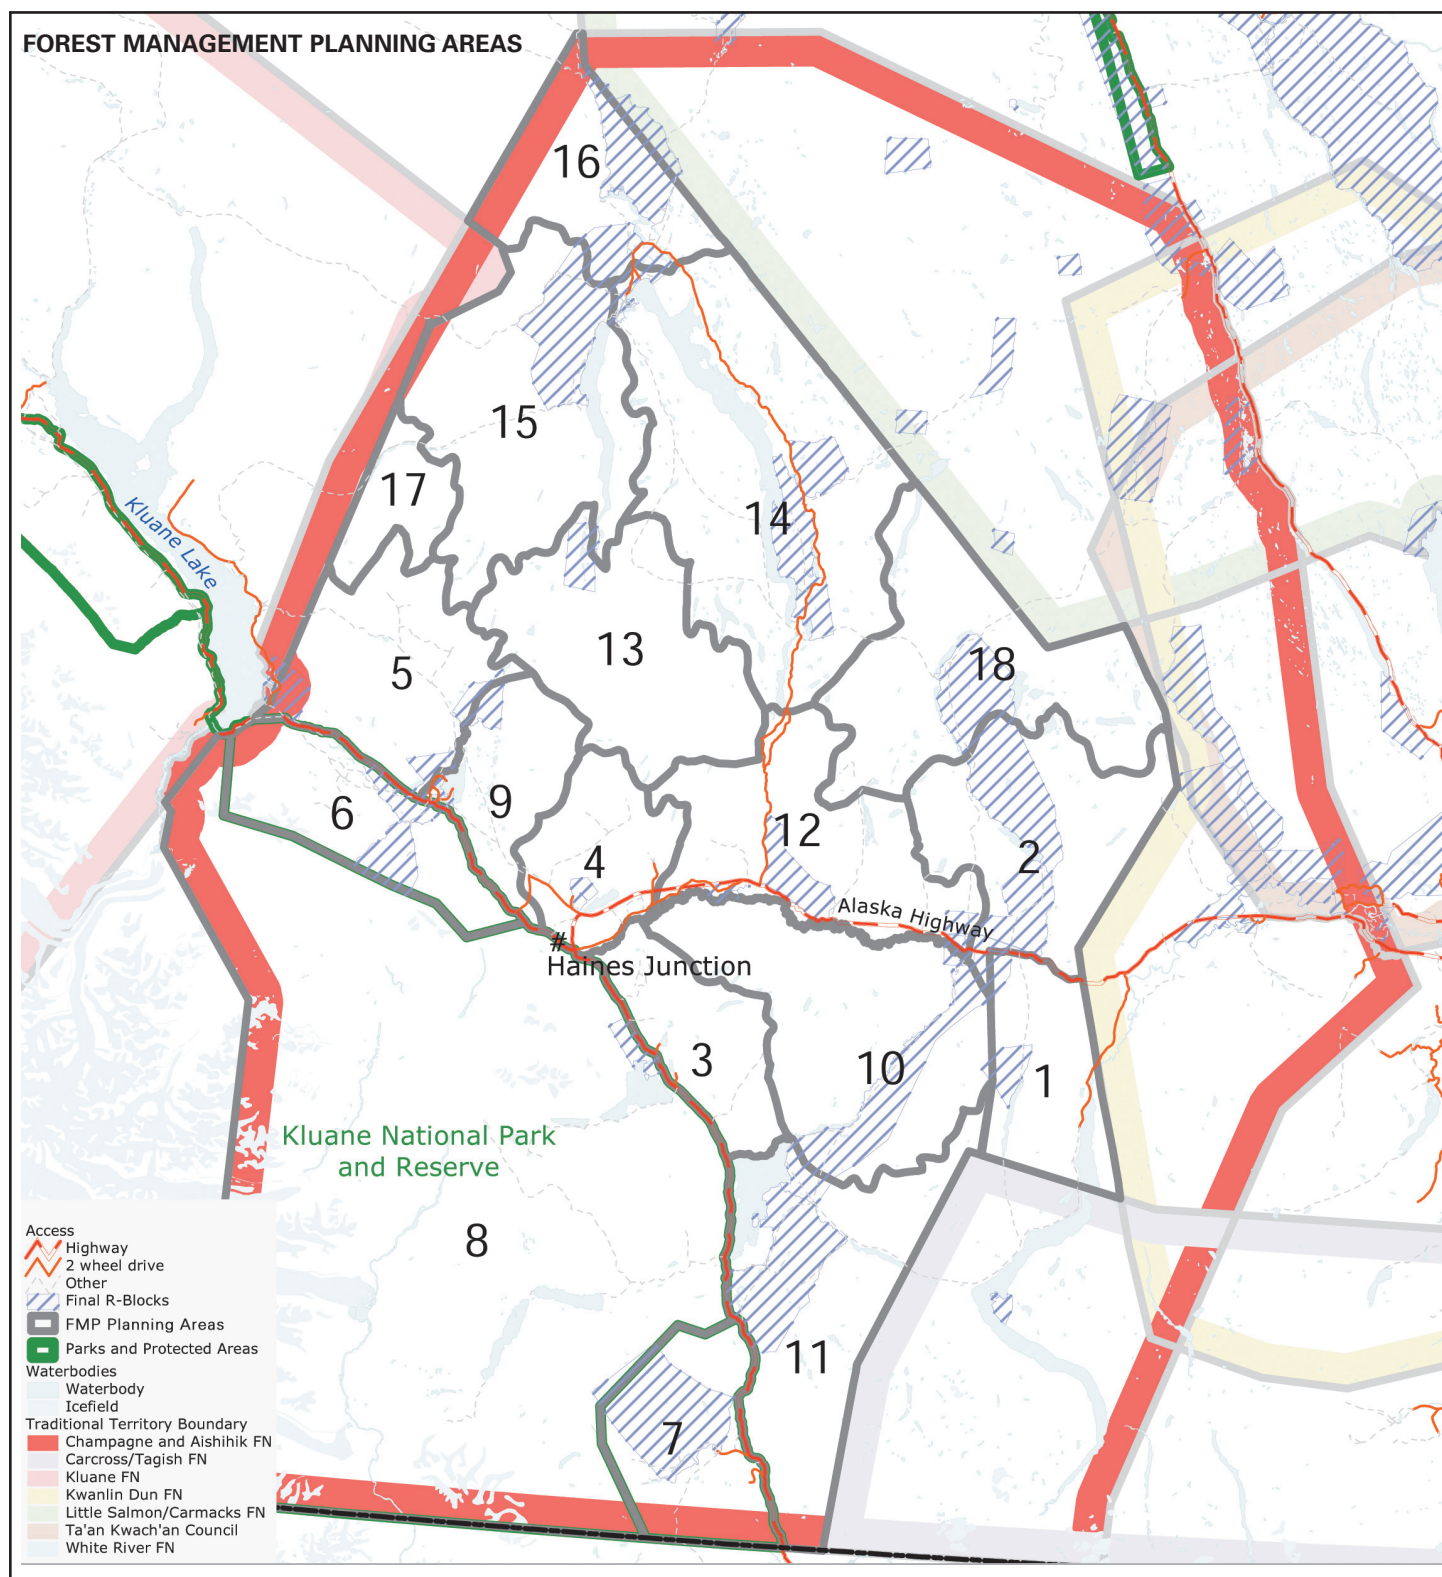 FOREST MANAGEMENT PLANNING AREAS
16
15
17
14
Kluane Lake
13
5
18
6
9
12
4
2
Alaska Highway
#
Haines Junction
3
10
1
Kluane National Park
and Reserve
8
11
7
Access
Highway
2 wheel drive
Other
Final R-Blocks
FMP Planning Areas
Parks and Protected Areas
Waterbodies
Waterbody
Icefield
Traditional Territory Boundary
Champagne and Aishihik FN
Carcross/Tagish FN
Kluane FN
Kwanlin Dun FN
Little Salmon/Carmacks FN
Ta'an Kwach'an Council
White River FN